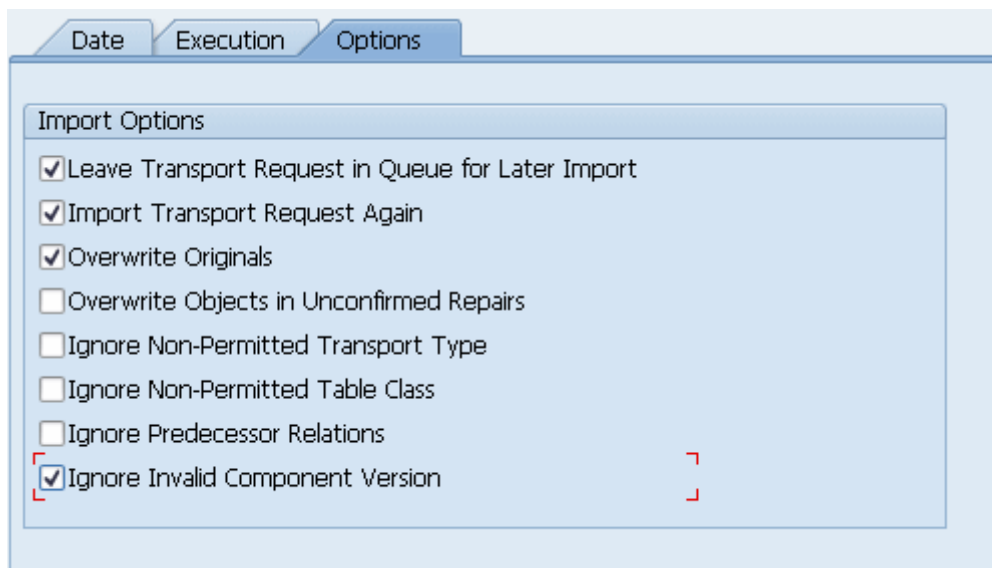 Date Execution Options
Import Options
Leave Transport Request in Queue for Later Import
Import Transport Request Again
Overwrite Originals
Overwrite Objects in Unconfirmed Repairs
Ignore Non-Permitted Transport Type
Ignore Non-Permitted Table Class
Ignore Predecessor Relations
Ignore Invalid Component Version